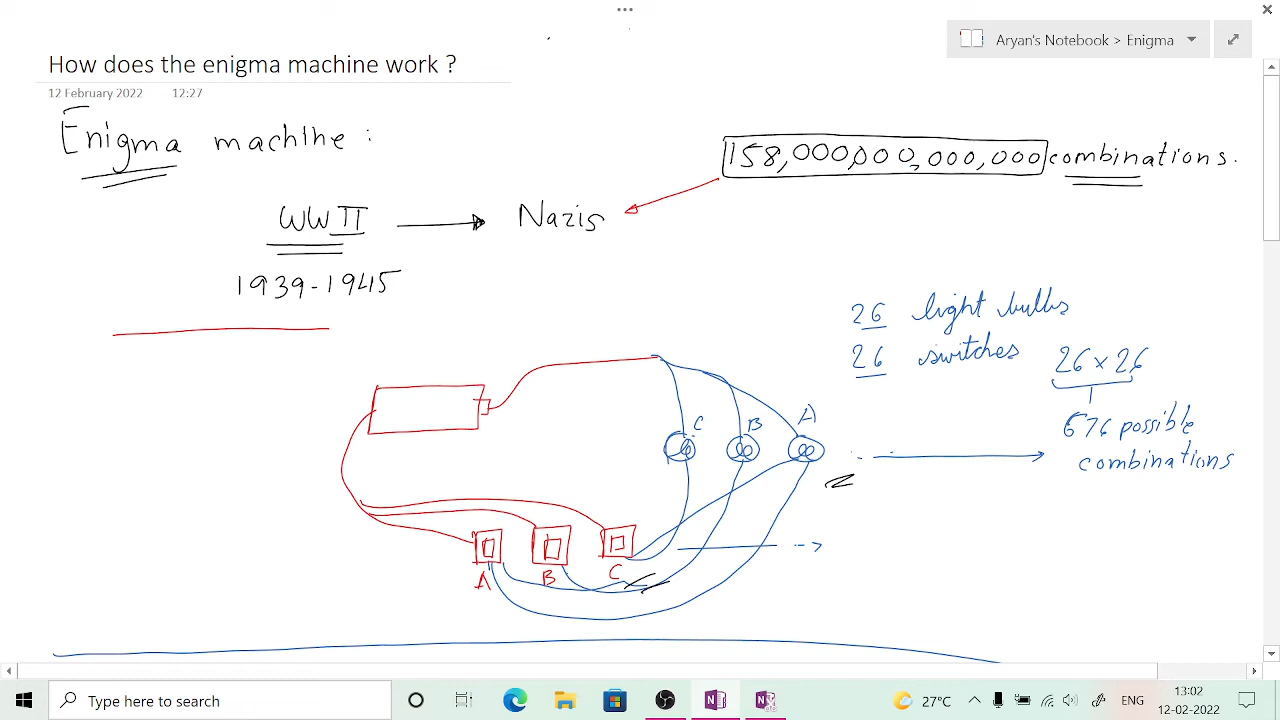 Aryan's Notebook > Enigma
How does the enigma machine work ?
12 February 2022 12:27
Enigma machine :
158,000,000,000,000 combinations.
WWII → Nazis
1939-1945
26 light bulbs
26 switches
26 × 26
676 possible
combinations
C B A
A B C
Type here to search
27°C
ENG
13:02
12-02-2022